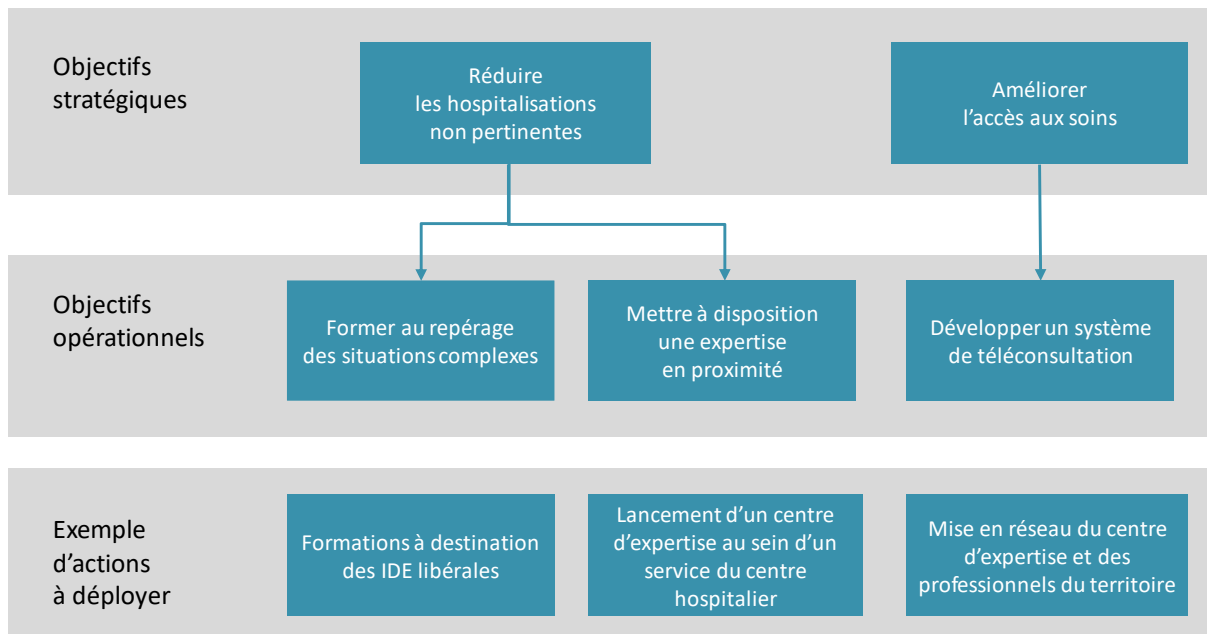 Objectifs
stratégiques
Réduire
les hospitalisations
non pertinentes
Améliorer
l’accès aux soins
Objectifs
opérationnels
Former au repérage
des situations complexes
Mettre à disposition
une expertise
en proximité
Développer un système
de téléconsultation
Exemple
d’actions
à déployer
Formations à destination
des IDE libérales
Lancement d’un centre
d’expertise au sein d’un
service du centre
hospitalier
Mise en réseau du centre
d’expertise et des
professionnels du territoire